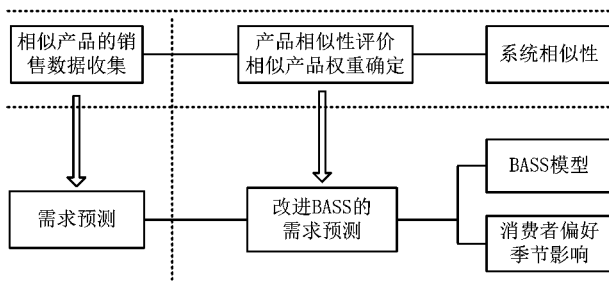 相似产品的销
售数据收集
产品相似性评价
相似产品权重确定
系统相似性
需求预测
改进BASS的
需求预测
BASS模型
消费者偏好
季节影响